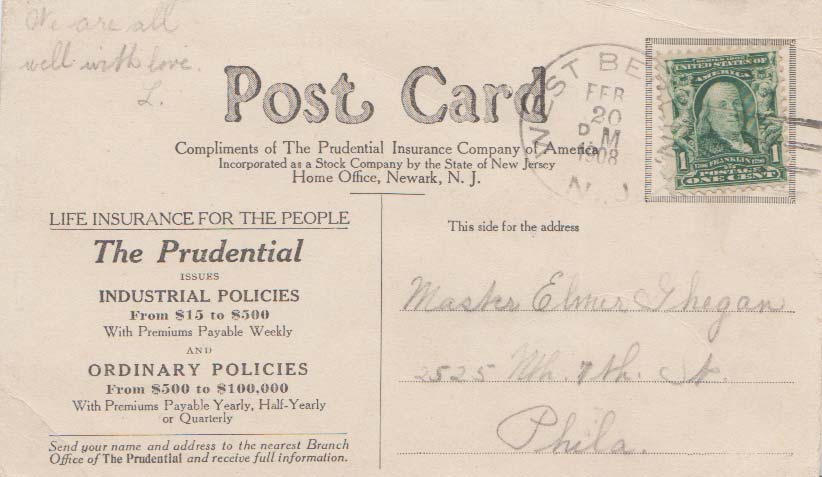 We are all
well with love.
L.
Post Card
Compliments of The Prudential Insurance Company of America
Incorporated as a Stock Company by the State of New Jersey
Home Office, Newark, N. J.
WEST BE
FEB
20
PM
1908
N.J.
UNITED STATES OF
AMERICA
1 FRANKLIN 1
POSTAGE
ONE CENT
LIFE INSURANCE FOR THE PEOPLE
The Prudential
ISSUES
INDUSTRIAL POLICIES
From $15 to $500
With Premiums Payable Weekly
AND
ORDINARY POLICIES
From $500 to $100,000
With Premiums Payable Yearly, Half-Yearly
or Quarterly
Send your name and address to the nearest Branch
Office of The Prudential and receive full information.
This side for the address
Master Elmer Ghegan
2525 Nth. 7th. St.
Phila.